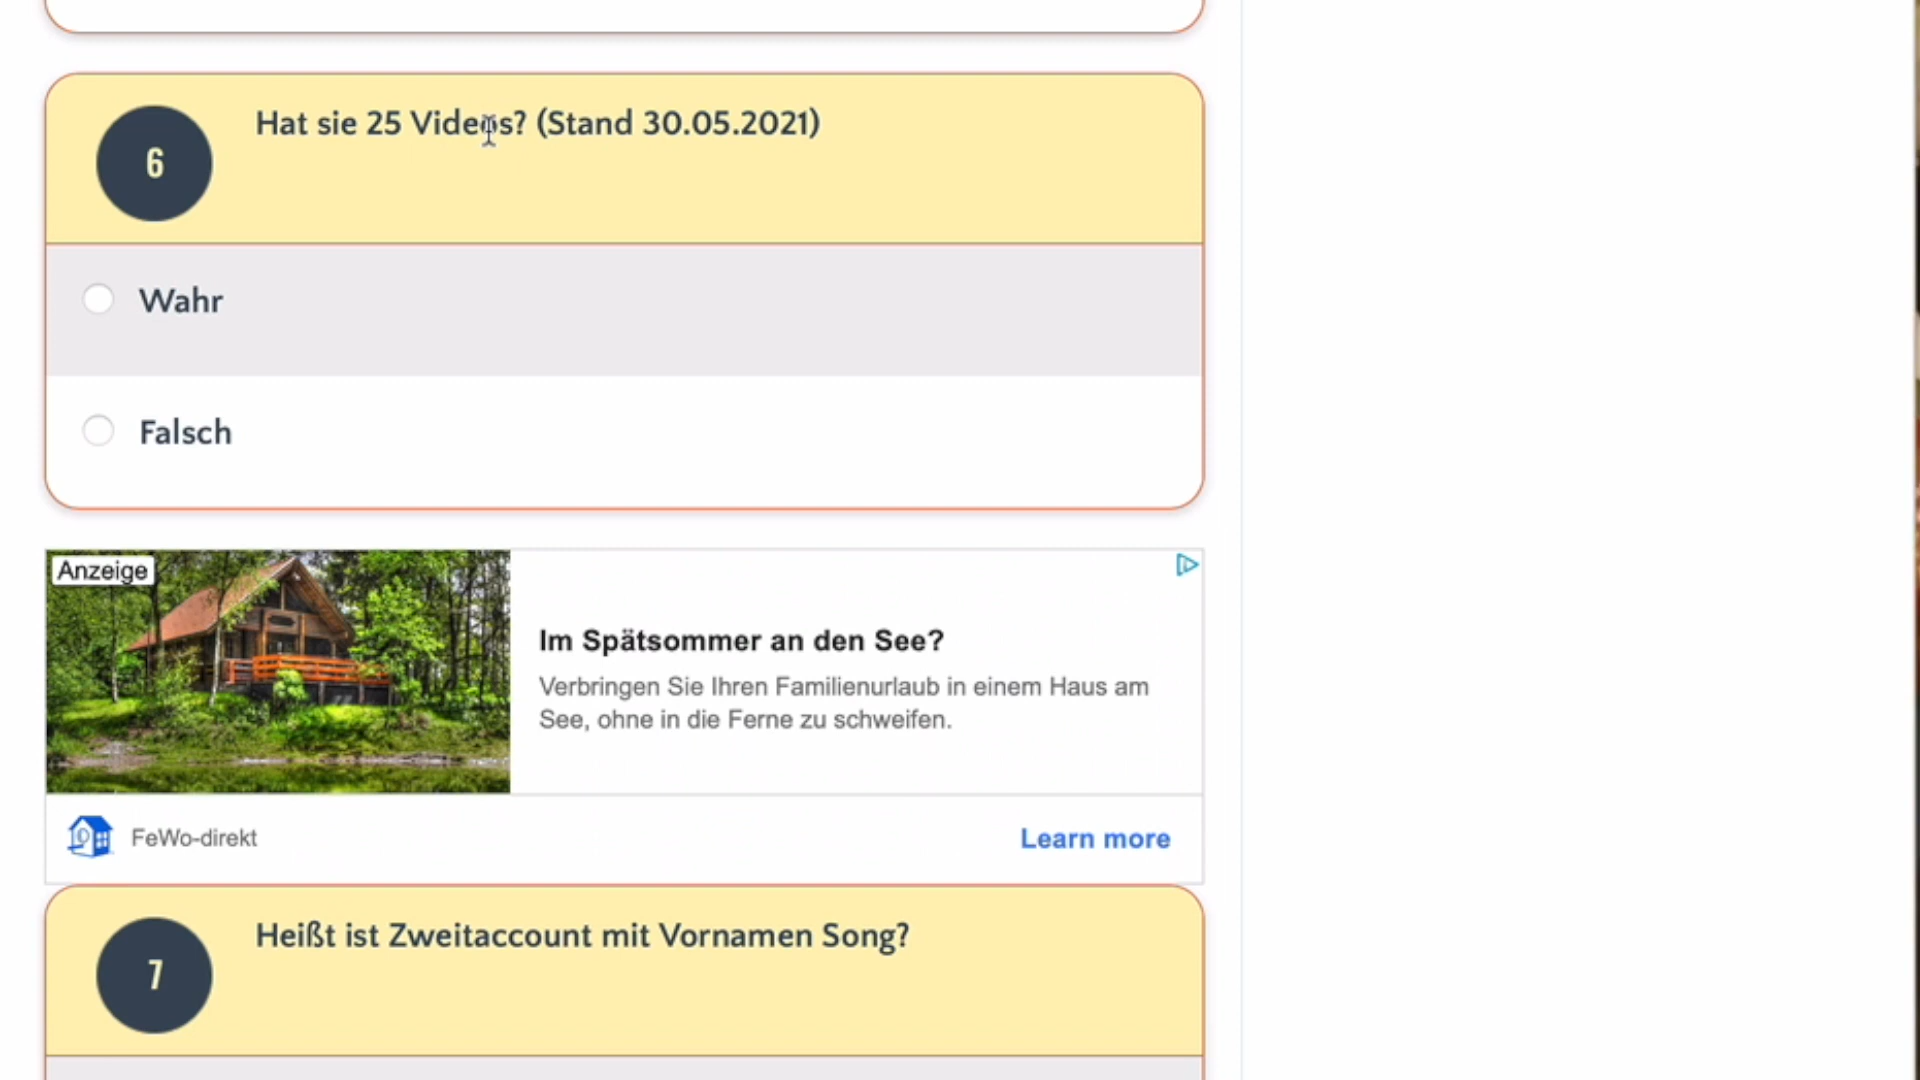 6
Hat sie 25 Videos? (Stand 30.05.2021)
Wahr
Falsch
Anzeige
Im Spätsommer an den See?
Verbringen Sie Ihren Familienurlaub in einem Haus am
See, ohne in die Ferne zu schweifen.
FeWo-direkt
Learn more
7
Heißt ist Zweitaccount mit Vornamen Song?